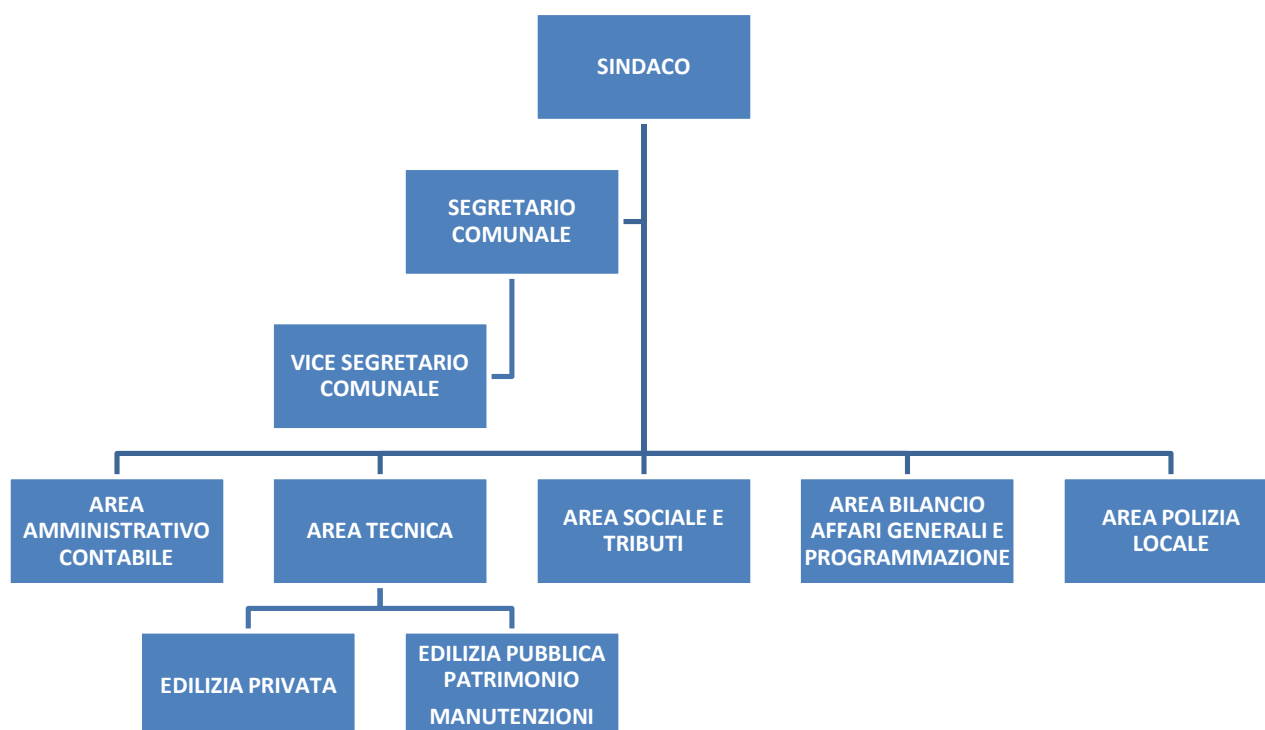 SINDACO
SEGRETARIO
COMUNALE
VICE SEGRETARIO
COMUNALE
AREA
AMMINISTRATIVO
CONTABILE
AREA TECNICA
AREA SOCIALE E
TRIBUTI
AREA BILANCIO
AFFARI GENERALI E
PROGRAMMAZIONE
AREA POLIZIA
LOCALE
EDILIZIA PRIVATA
EDILIZIA PUBBLICA
PATRIMONIO
MANUTENZIONI